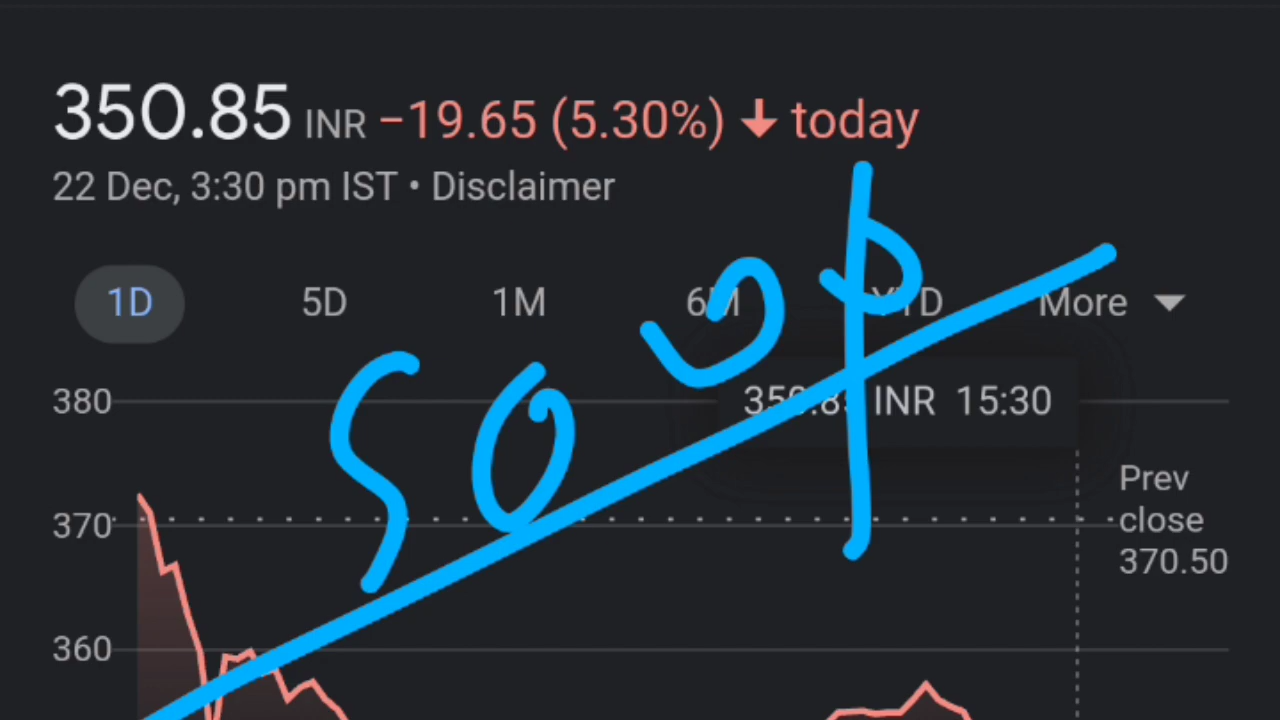 350.85 INR −19.65 (5.30%) ↓ today
22 Dec, 3:30 pm IST • Disclaimer
1D 5D 1M 6M YTD More
380
INR 15:30
370
Prev
close
370.50
360